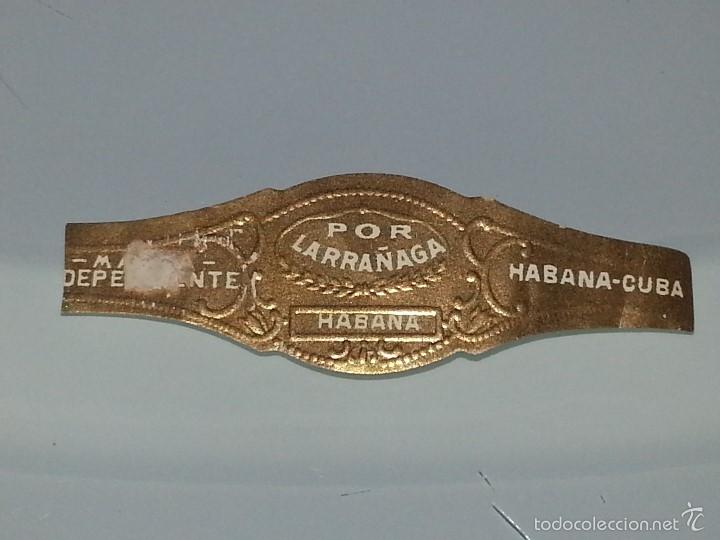 POR
LARRAÑAGA
HABANA
HABANA-CUBA
todocoleccion.net